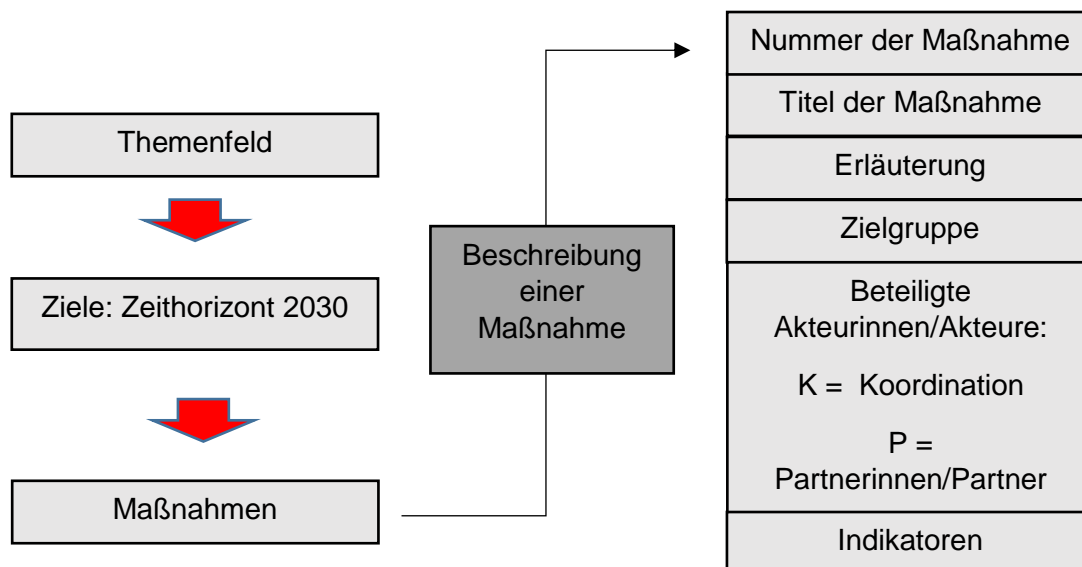 Themenfeld
Ziele: Zeithorizont 2030
Maßnahmen
Beschreibung
einer
Maßnahme
Nummer der Maßnahme
Titel der Maßnahme
Erläuterung
Zielgruppe
Beteiligte
Akteurinnen/Akteure:
K = Koordination
P =
Partnerinnen/Partner
Indikatoren